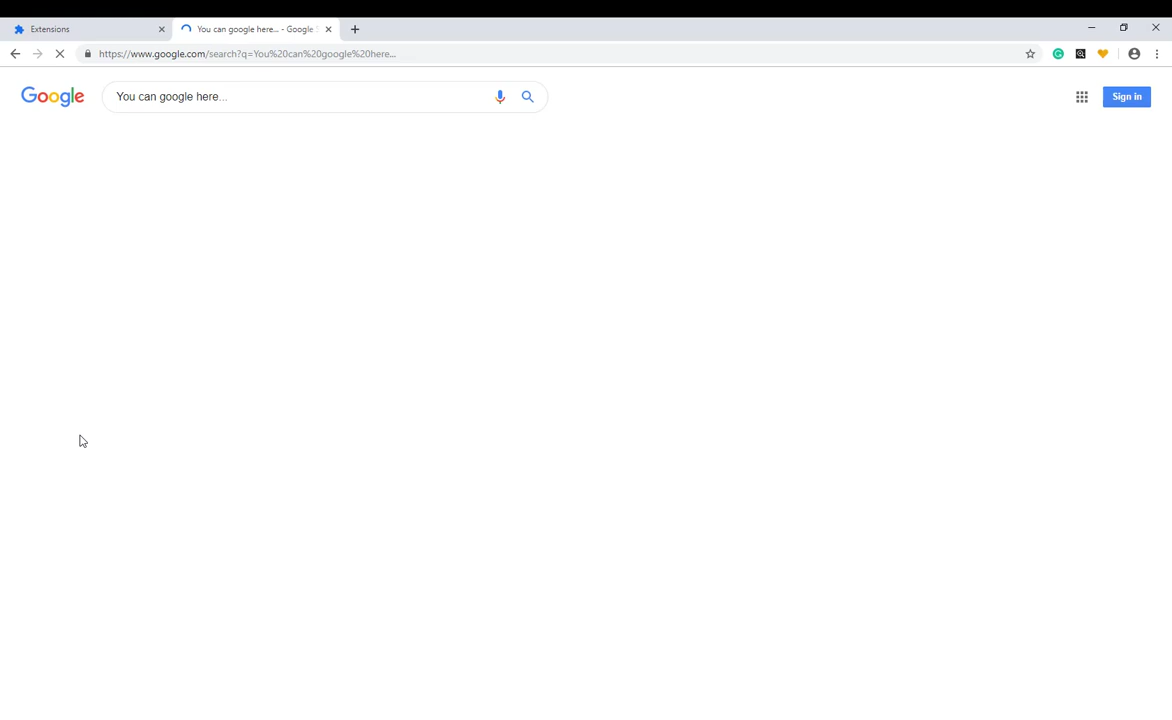 Extensions
You can google here... - Google S
https://www.google.com/search?q=You%20can%20google%20here...
Google
You can google here...
Sign in